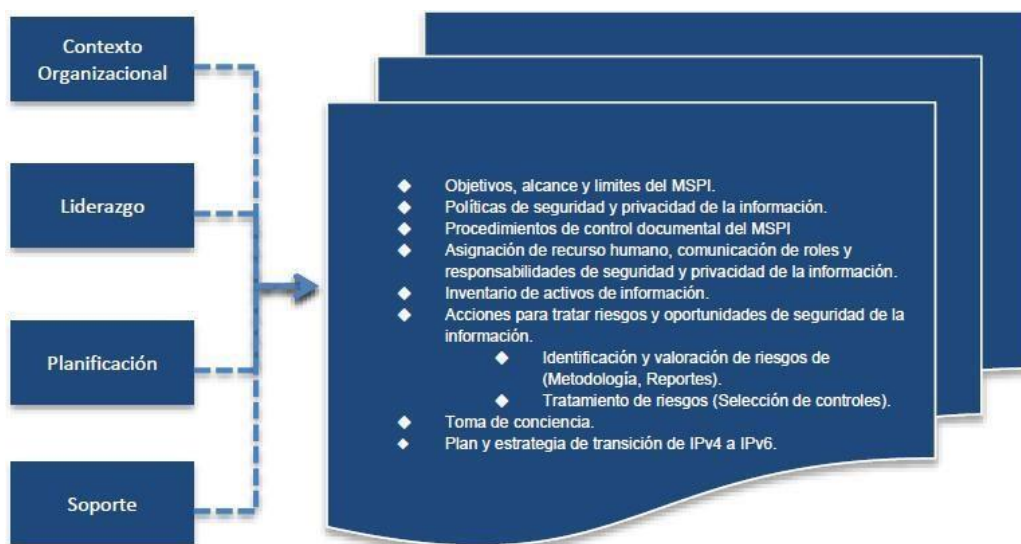 Contexto
Organizacional
Liderazgo
Planificación
Soporte
◆ Objetivos, alcance y limites del MSPI.
◆ Políticas de seguridad y privacidad de la información.
◆ Procedimientos de control documental del MSPI
◆ Asignación de recurso humano, comunicación de roles y
responsabilidades de seguridad y privacidad de la información.
◆ Inventario de activos de información.
◆ Acciones para tratar riesgos y oportunidades de seguridad de la
información.
◆ Identificación y valoración de riesgos de
(Metodología, Reportes).
◆ Tratamiento de riesgos (Selección de controles).
◆ Toma de conciencia.
◆ Plan y estrategia de transición de IPv4 a IPv6.